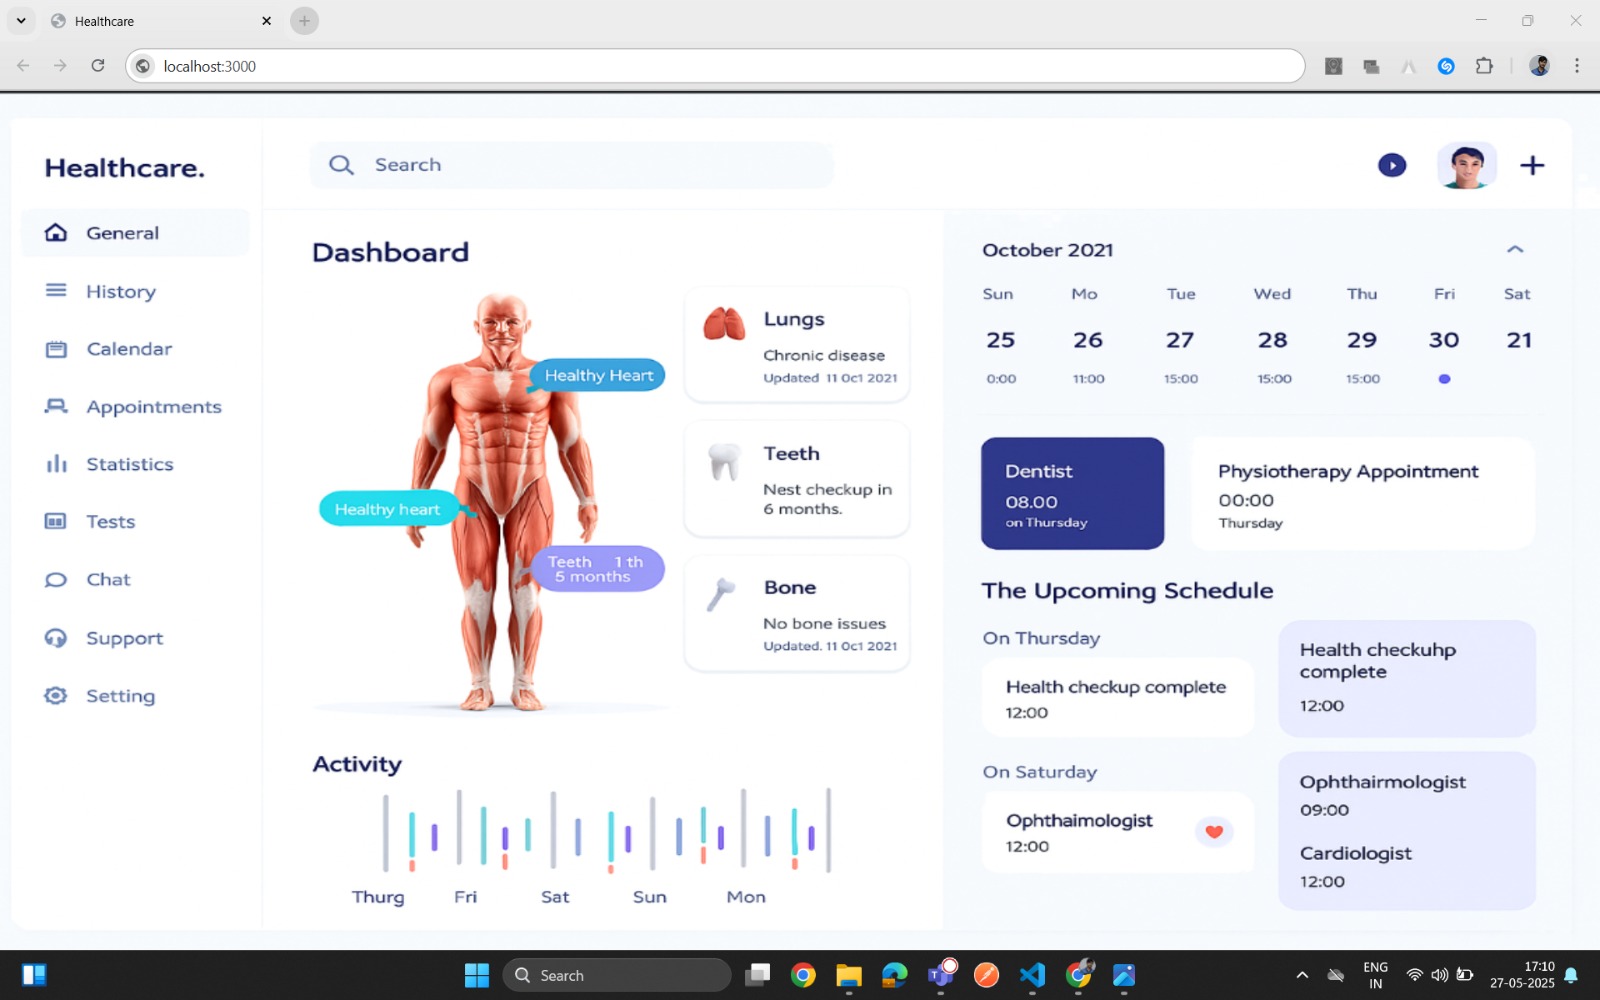 Healthcare
localhost:3000
Healthcare.
Search
General
History
Calendar
Appointments
Statistics
Tests
Chat
Support
Setting
Dashboard
Healthy Heart
Healthy heart
Teeth 1 th
5 months
Lungs
Chronic disease
Updated 11 Oc1 2021
Teeth
Nest checkup in
6 months.
Bone
No bone issues
Updated. 11 Oc1 2021
Activity
Thurg Fri Sat Sun Mon
October 2021
Sun Mo Tue Wed Thu Fri Sat
25 26 27 28 29 30 21
0:00 11:00 15:00 15:00 15:00
Dentist
08.00
on Thursday
Physiotherapy Appointment
00:00
Thursday
The Upcoming Schedule
On Thursday
Health checkup complete
12:00
Health checkuhp
complete
12:00
On Saturday
Ophthaimologist
12:00
Ophthairmologist
09:00
Cardiologist
12:00
Search
ENG
IN
17:10
27-05-2025